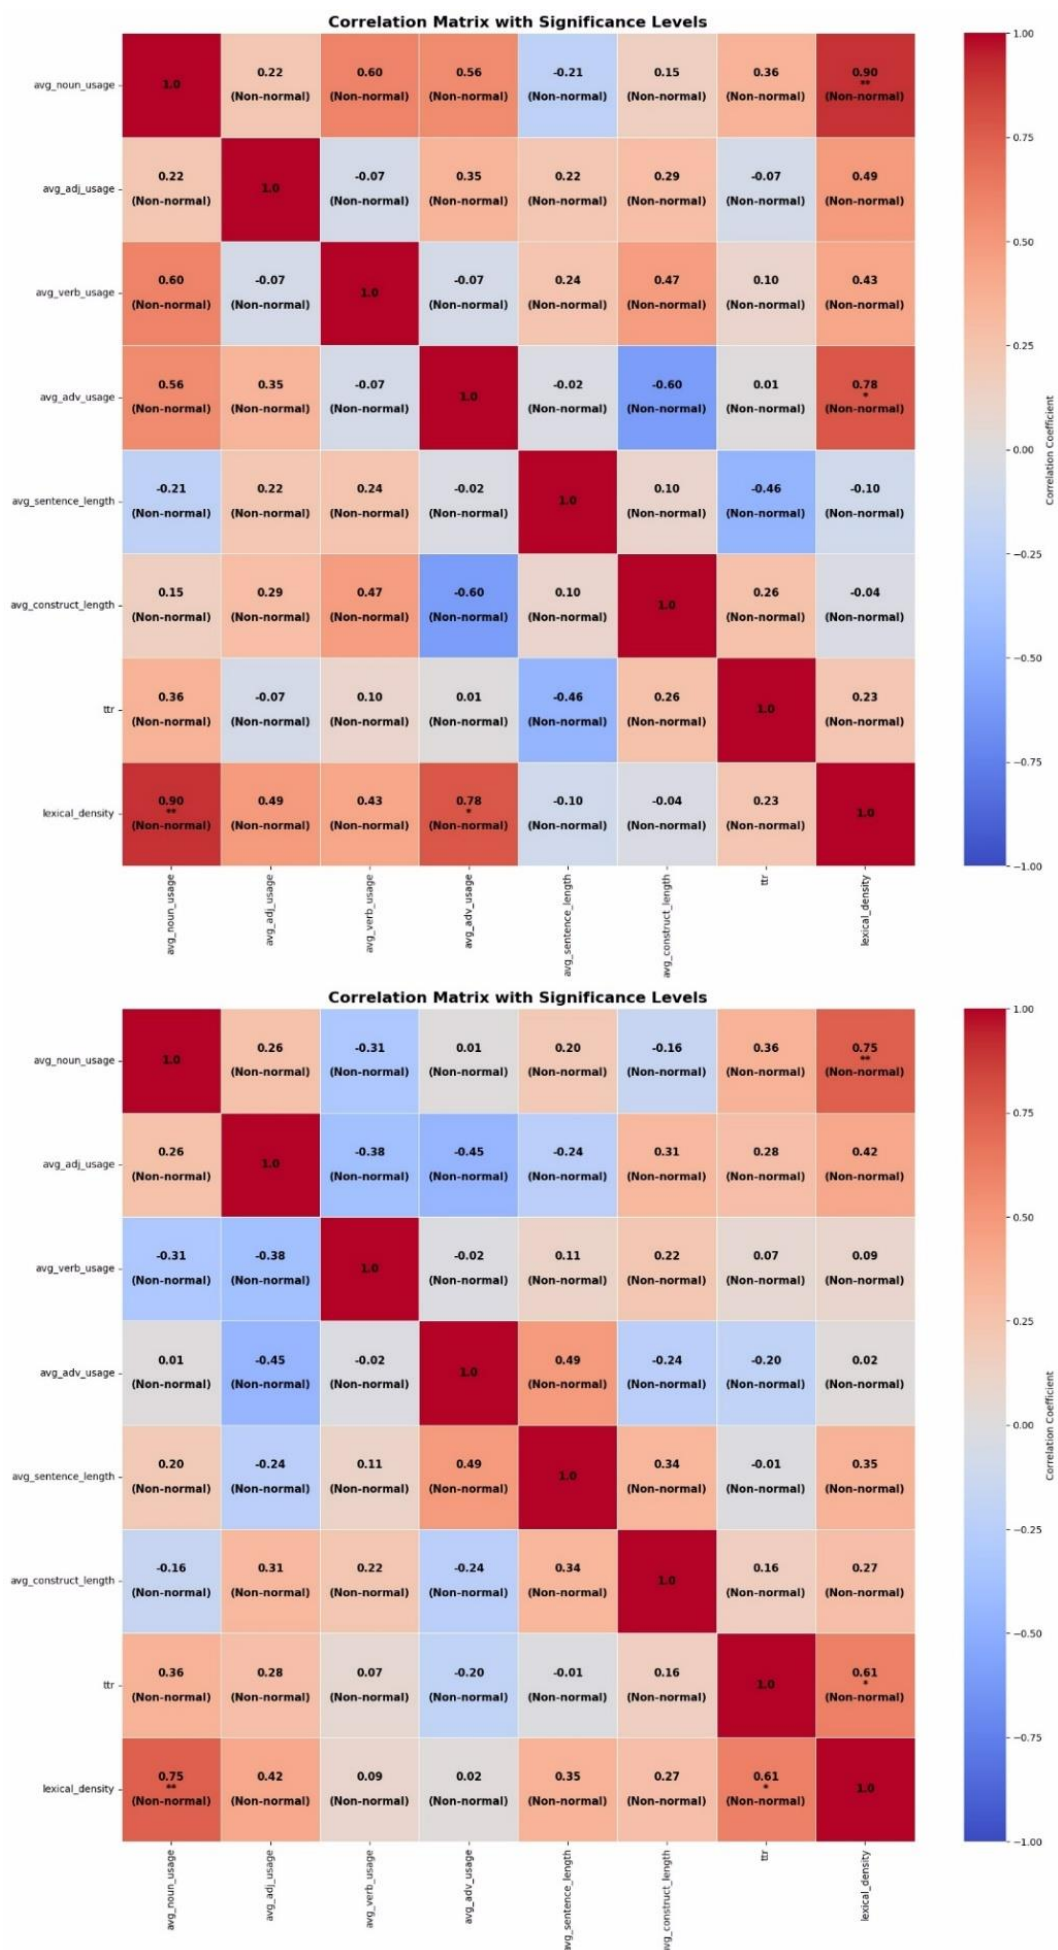 Correlation Matrix with Significance Levels
avg_noun_usage
1.0
0.22
(Non-normal)
0.60
(Non-normal)
0.56
(Non-normal)
-0.21
(Non-normal)
0.15
(Non-normal)
0.36
(Non-normal)
0.90
**
(Non-normal)
avg_adj_usage
0.22
(Non-normal)
1.0
-0.07
(Non-normal)
0.35
(Non-normal)
0.22
(Non-normal)
0.29
(Non-normal)
-0.07
(Non-normal)
0.49
(Non-normal)
avg_verb_usage
0.60
(Non-normal)
-0.07
(Non-normal)
1.0
-0.07
(Non-normal)
0.24
(Non-normal)
0.47
(Non-normal)
0.10
(Non-normal)
0.43
(Non-normal)
avg_adv_usage
0.56
(Non-normal)
0.35
(Non-normal)
-0.07
(Non-normal)
1.0
-0.02
(Non-normal)
-0.60
(Non-normal)
0.01
(Non-normal)
0.78
*
(Non-normal)
avg_sentence_length
-0.21
(Non-normal)
0.22
(Non-normal)
0.24
(Non-normal)
-0.02
(Non-normal)
1.0
0.10
(Non-normal)
-0.46
(Non-normal)
-0.10
(Non-normal)
avg_construct_length
0.15
(Non-normal)
0.29
(Non-normal)
0.47
(Non-normal)
-0.60
(Non-normal)
0.10
(Non-normal)
1.0
0.26
(Non-normal)
-0.04
(Non-normal)
ttr
0.36
(Non-normal)
-0.07
(Non-normal)
0.10
(Non-normal)
0.01
(Non-normal)
-0.46
(Non-normal)
0.26
(Non-normal)
1.0
0.23
(Non-normal)
lexical_density
0.90
**
(Non-normal)
0.49
(Non-normal)
0.43
(Non-normal)
0.78
*
(Non-normal)
-0.10
(Non-normal)
-0.04
(Non-normal)
0.23
(Non-normal)
1.0
avg_noun_usage
avg_adj_usage
avg_verb_usage
avg_adv_usage
avg_sentence_length
avg_construct_length
ttr
lexical_density
1.00
0.75
0.50
0.25
0.00
−0.25
−0.50
−0.75
−1.00
Correlation Coefficient
Correlation Matrix with Significance Levels
avg_noun_usage
1.0
0.26
(Non-normal)
-0.31
(Non-normal)
0.01
(Non-normal)
0.20
(Non-normal)
-0.16
(Non-normal)
0.36
(Non-normal)
0.75
**
(Non-normal)
avg_adj_usage
0.26
(Non-normal)
1.0
-0.38
(Non-normal)
-0.45
(Non-normal)
-0.24
(Non-normal)
0.31
(Non-normal)
0.28
(Non-normal)
0.42
(Non-normal)
avg_verb_usage
-0.31
(Non-normal)
-0.38
(Non-normal)
1.0
-0.02
(Non-normal)
0.11
(Non-normal)
0.22
(Non-normal)
0.07
(Non-normal)
0.09
(Non-normal)
avg_adv_usage
0.01
(Non-normal)
-0.45
(Non-normal)
-0.02
(Non-normal)
1.0
0.49
(Non-normal)
-0.24
(Non-normal)
-0.20
(Non-normal)
0.02
(Non-normal)
avg_sentence_length
0.20
(Non-normal)
-0.24
(Non-normal)
0.11
(Non-normal)
0.49
(Non-normal)
1.0
0.34
(Non-normal)
-0.01
(Non-normal)
0.35
(Non-normal)
avg_construct_length
-0.16
(Non-normal)
0.31
(Non-normal)
0.22
(Non-normal)
-0.24
(Non-normal)
0.34
(Non-normal)
1.0
0.16
(Non-normal)
0.27
(Non-normal)
ttr
0.36
(Non-normal)
0.28
(Non-normal)
0.07
(Non-normal)
-0.20
(Non-normal)
-0.01
(Non-normal)
0.16
(Non-normal)
1.0
0.61
*
(Non-normal)
lexical_density
0.75
**
(Non-normal)
0.42
(Non-normal)
0.09
(Non-normal)
0.02
(Non-normal)
0.35
(Non-normal)
0.27
(Non-normal)
0.61
*
(Non-normal)
1.0
avg_noun_usage
avg_adj_usage
avg_verb_usage
avg_adv_usage
avg_sentence_length
avg_construct_length
ttr
lexical_density
1.00
0.75
0.50
0.25
0.00
−0.25
−0.50
−0.75
−1.00
Correlation Coefficient